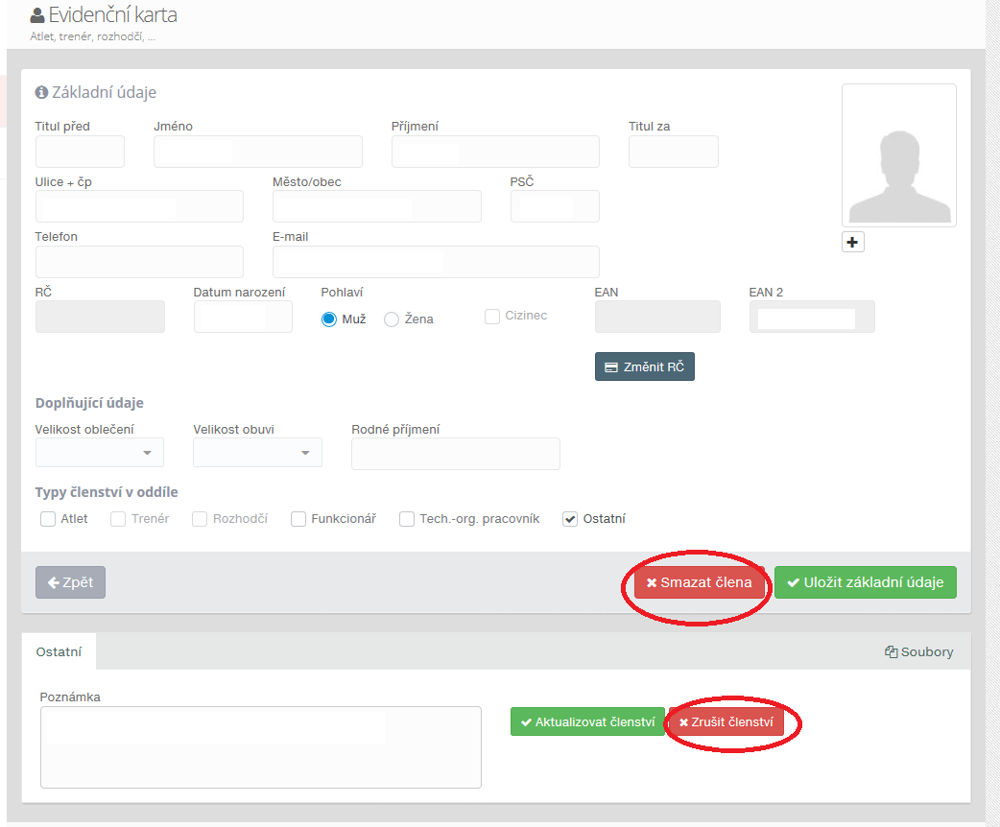 Evidenční karta
Atlet, trenér, rozhodčí, ...
Základní údaje
Titul před Jméno Příjmení Titul za
Ulice + čp Město/obec PSČ
Telefon E-mail
RČ Datum narození Pohlaví EAN EAN 2
Muž Žena Cizinec
Změnit RČ
Doplňující údaje
Velikost oblečení Velikost obuvi Rodné příjmení
Typy členství v oddíle
Atlet Trenér Rozhodčí Funkcionář Tech.-org. pracovník Ostatní
Zpět Smazat člena Uložit základní údaje
Ostatní Soubory
Poznámka
Aktualizovat členství Zrušit členství